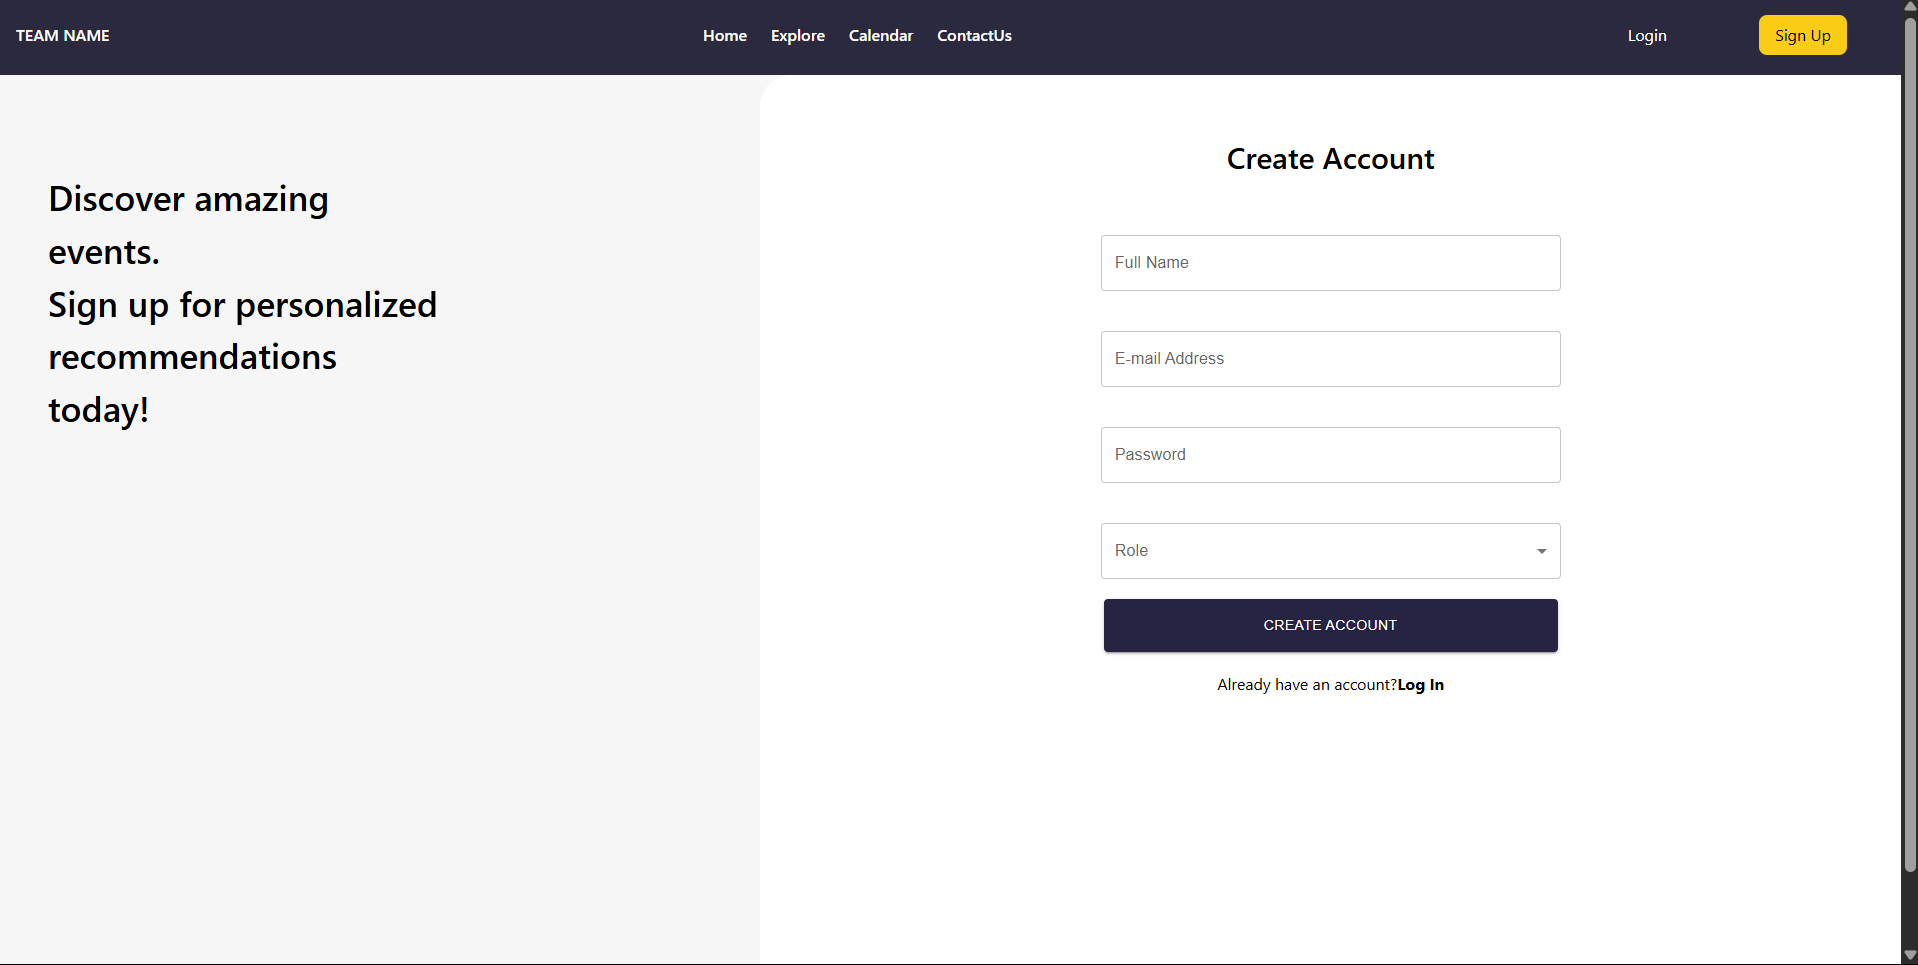 TEAM NAME
Home Explore Calendar ContactUs
Login
Sign Up
Discover amazing
events.
Sign up for personalized
recommendations
today!
Create Account
Full Name
E-mail Address
Password
Role
CREATE ACCOUNT
Already have an account?Log In